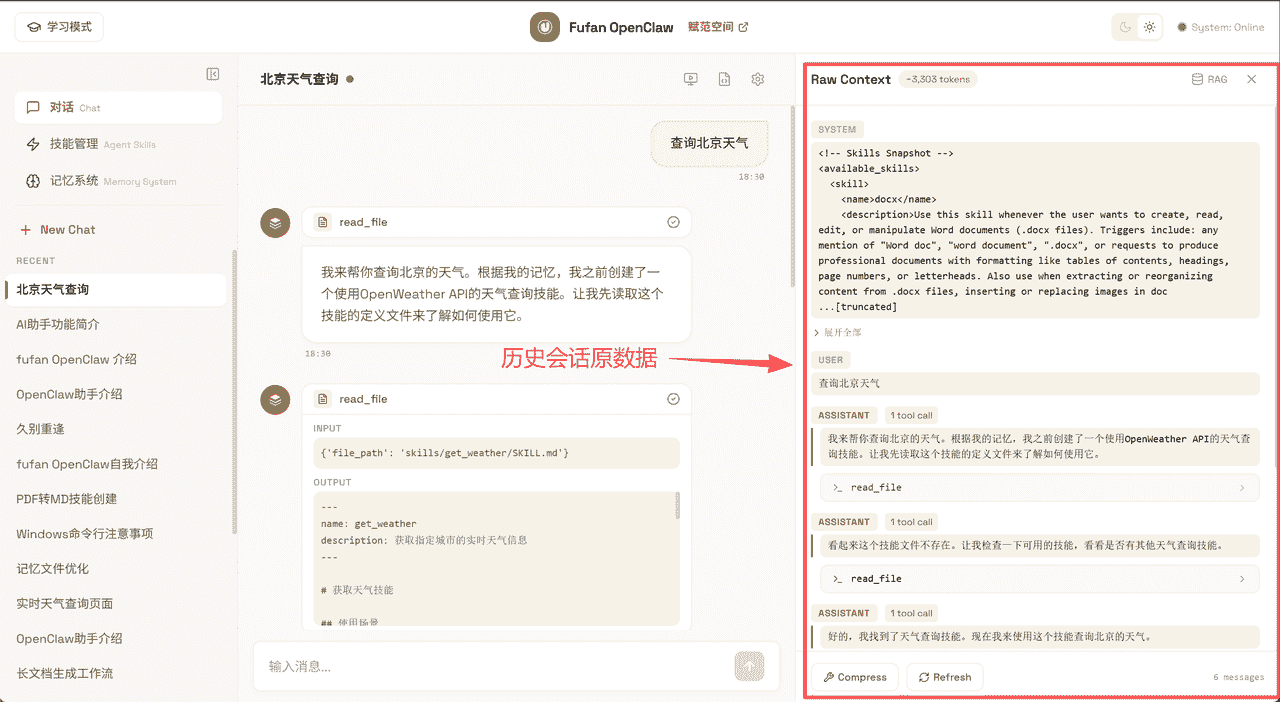 学习模式
Fufan OpenClaw 赋范空间
System: Online
对话 Chat
技能管理 Agent Skills
记忆系统 Memory System
New Chat
RECENT
北京天气查询
AI助手功能简介
fufan OpenClaw 介绍
OpenClaw助手介绍
久别重逢
fufan OpenClaw自我介绍
PDF转MD技能创建
Windows命令行注意事项
记忆文件优化
实时天气查询页面
OpenClaw助手介绍
长文档生成工作流
北京天气查询
查询北京天气
18:30
read_file
我来帮你查询北京的天气。根据我的记忆，我之前创建了一
个使用OpenWeather API的天气查询技能。让我先读取这个
技能的定义文件来了解如何使用它。
18:30
历史会话原数据
read_file
INPUT
{'file_path': 'skills/get_weather/SKILL.md'}
OUTPUT
---
name: get_weather
description: 获取指定城市的实时天气信息
---
# 获取天气技能
## 使用场景
输入消息...
Raw Context ~3,303 tokens
RAG
SYSTEM
<!-- Skills Snapshot -->
<available_skills>
<skill>
<name>docx</name>
<description>Use this skill whenever the user wants to create, read,
edit, or manipulate Word documents (.docx files). Triggers include: any
mention of "Word doc", "word document", ".docx", or requests to produce
professional documents with formatting like tables of contents, headings,
page numbers, or letterheads. Also use when extracting or reorganizing
content from .docx files, inserting or replacing images in doc
...[truncated]
展开全部
USER
查询北京天气
ASSISTANT 1 tool call
我来帮你查询北京的天气。根据我的记忆，我之前创建了一个使用OpenWeather API的天气查
询技能。让我先读取这个技能的定义文件来了解如何使用它。
>_ read_file
ASSISTANT 1 tool call
看起来这个技能文件不存在。让我检查一下可用的技能，看看是否有其他天气查询技能。
>_ read_file
ASSISTANT 1 tool call
好的，我找到了天气查询技能。现在我来使用这个技能查询北京的天气。
Compress
Refresh
6 messages